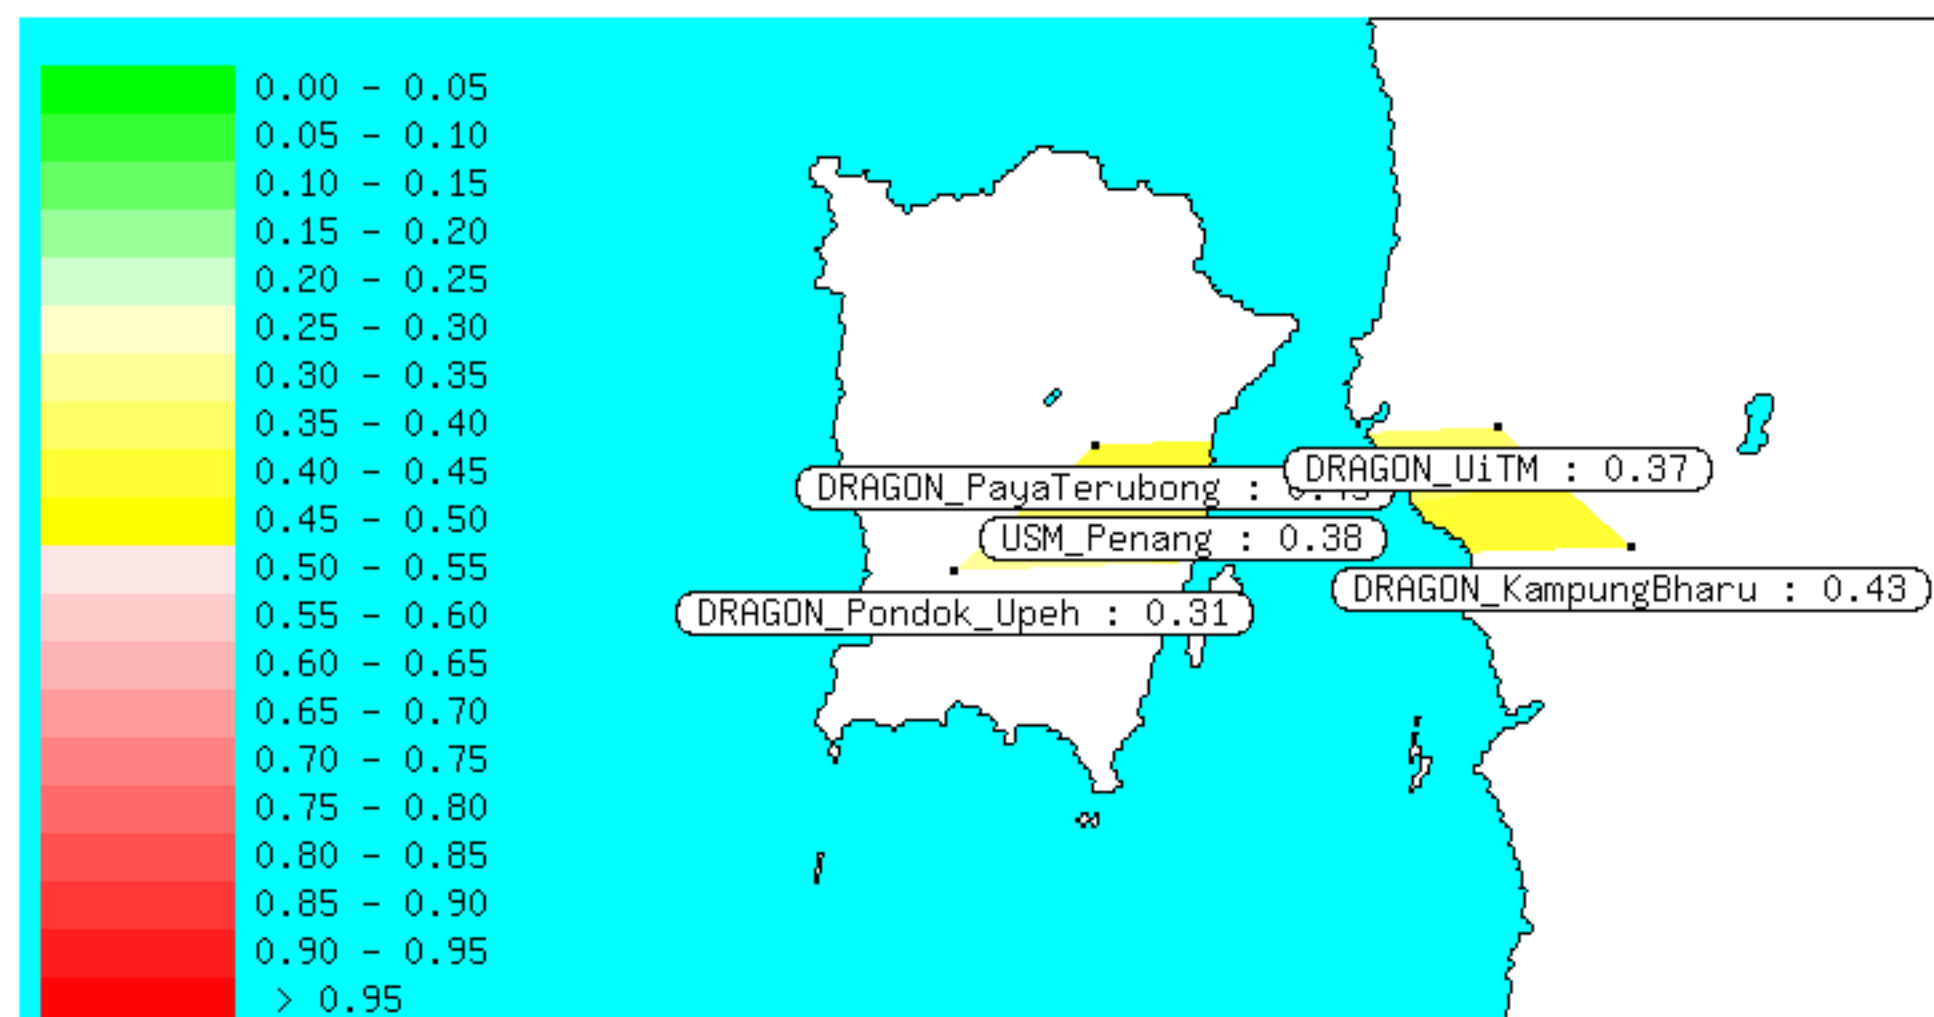 0.00 - 0.05
0.05 - 0.10
0.10 - 0.15
0.15 - 0.20
0.20 - 0.25
0.25 - 0.30
0.30 - 0.35
0.35 - 0.40
0.40 - 0.45
0.45 - 0.50
0.50 - 0.55
0.55 - 0.60
0.60 - 0.65
0.65 - 0.70
0.70 - 0.75
0.75 - 0.80
0.80 - 0.85
0.85 - 0.90
0.90 - 0.95
> 0.95
DRAGON_UiTM : 0.37
DRAGON_PayaTerubong :
USM_Penang : 0.38
DRAGON_KampungBharu : 0.43
DRAGON_Pondok_Upeh : 0.31